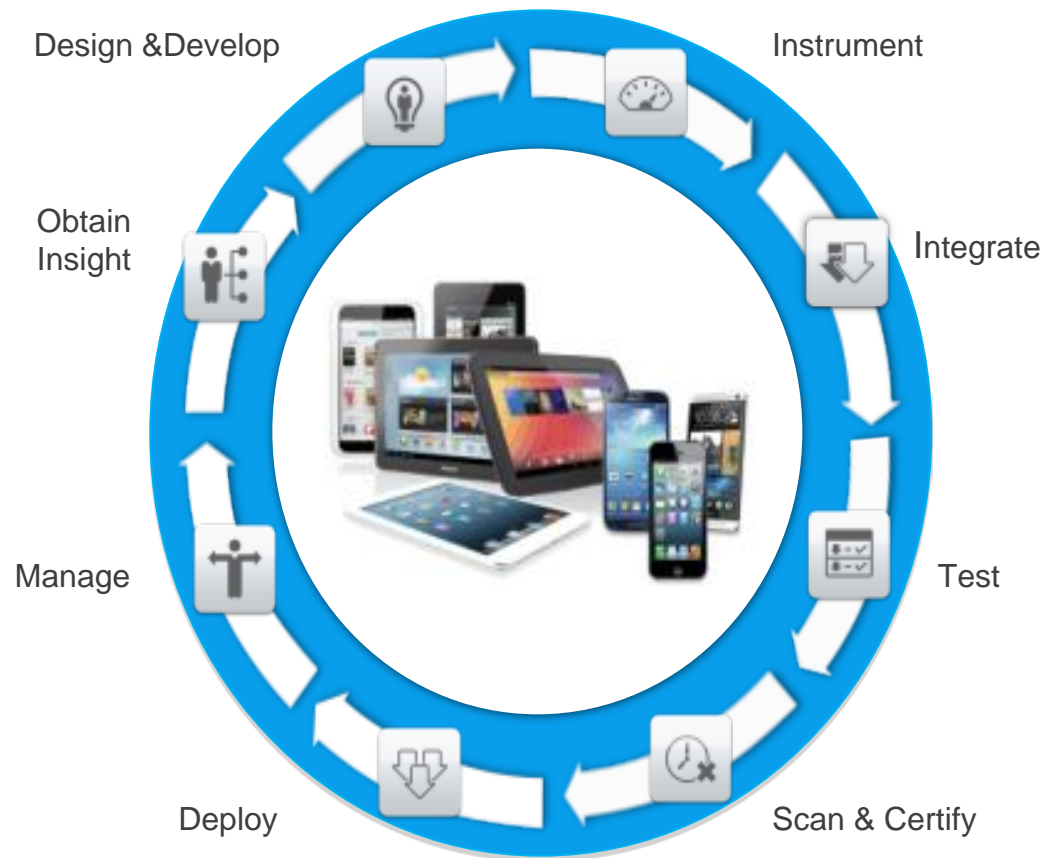 Design &Develop
Instrument
Obtain
Insight
Integrate
Manage
Test
Deploy
Scan & Certify